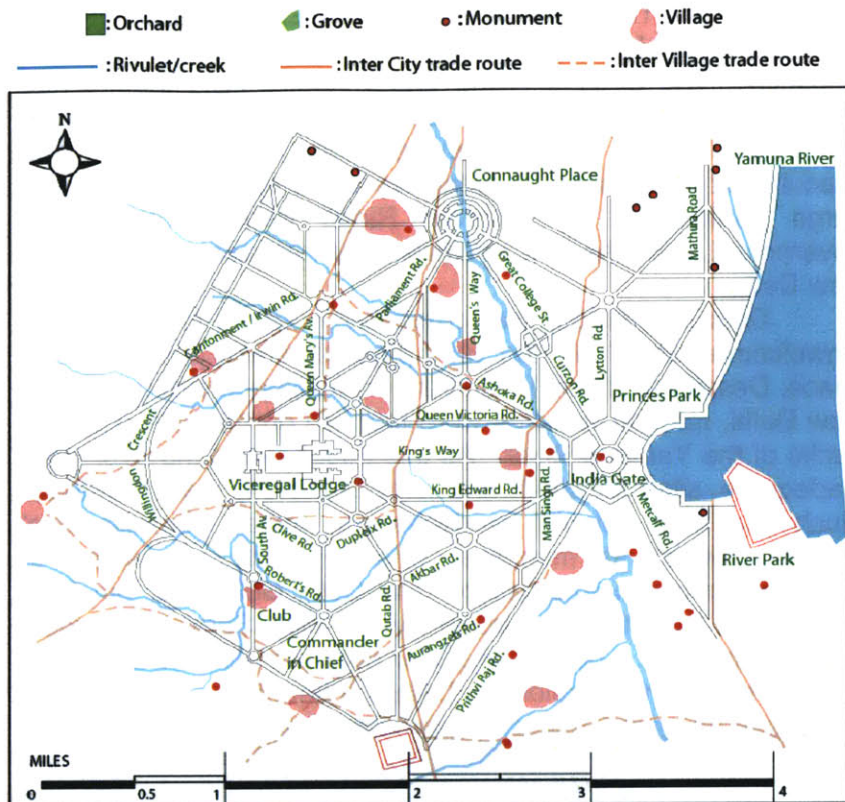 :Orchard
:Grove
:Monument
:Village
:Rivulet/creek
:Inter City trade route
:Inter Village trade route
N
Connaught Place
Yamuna River
Mathura Road
Parliament Rd.
Queen's Way
Great College St.
Cantonment / Irwin Rd.
Queen Mary's Av.
Lytton Rd.
Curzon Rd.
Princes Park
Ashoka Rd.
Queen Victoria Rd.
Crescent
Willington
King's Way
Viceregal Lodge
India Gate
King Edward Rd.
Man Singh Rd.
Metcalf Rd.
South Av.
Clive Rd.
Dupleix Rd.
River Park
Robert's Rd.
Akbar Rd.
Club
Qutab Rd.
Commander
in Chief
Aurangzels Rd.
Prithvi Raj Rd.
MILES
0 0.5 1 2 3 4